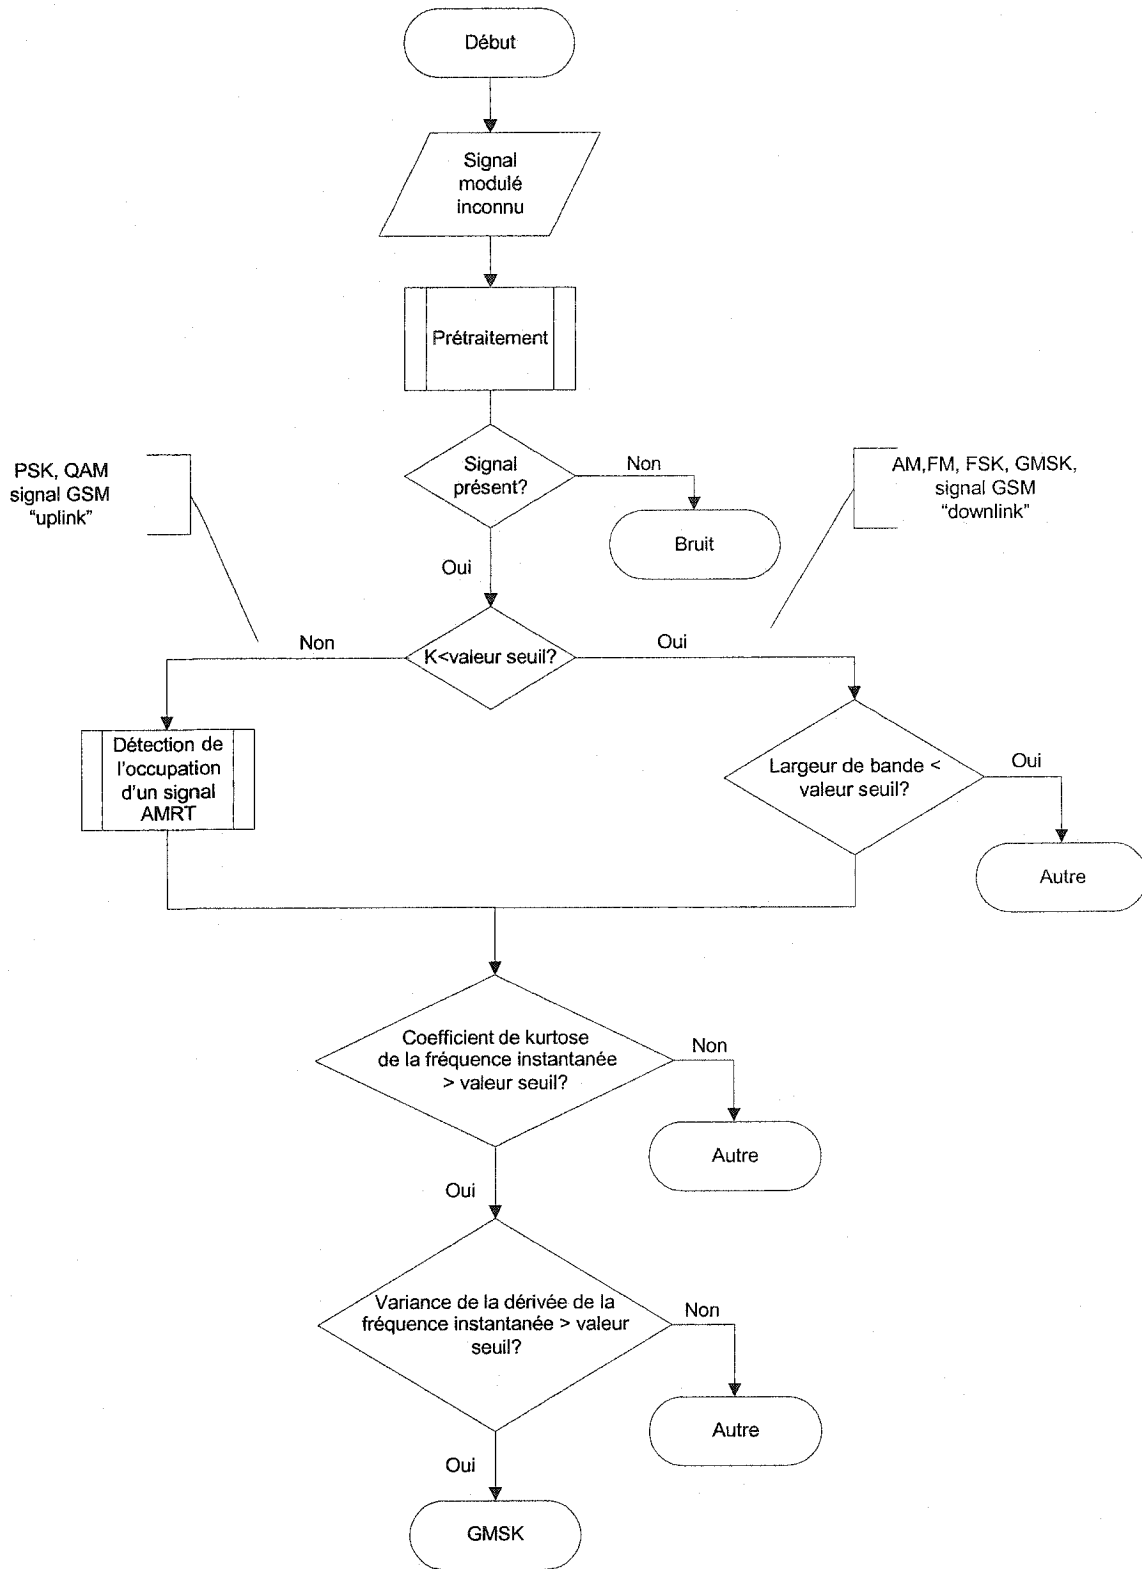 Début
Signal
modulé
inconnu
Prétraitement
Signal
présent?
Non
Bruit
Oui
PSK, QAM
signal GSM
“uplink”
AM,FM, FSK, GMSK,
signal GSM
“downlink”
Non
K<valeur seuil?
Oui
Détection de
l'occupation
d'un signal
AMRT
Largeur de bande <
valeur seuil?
Oui
Autre
Coefficient de kurtose
de la fréquence instantanée
> valeur seuil?
Non
Autre
Oui
Variance de la dérivée de la
fréquence instantanée > valeur
seuil?
Non
Autre
Oui
GMSK